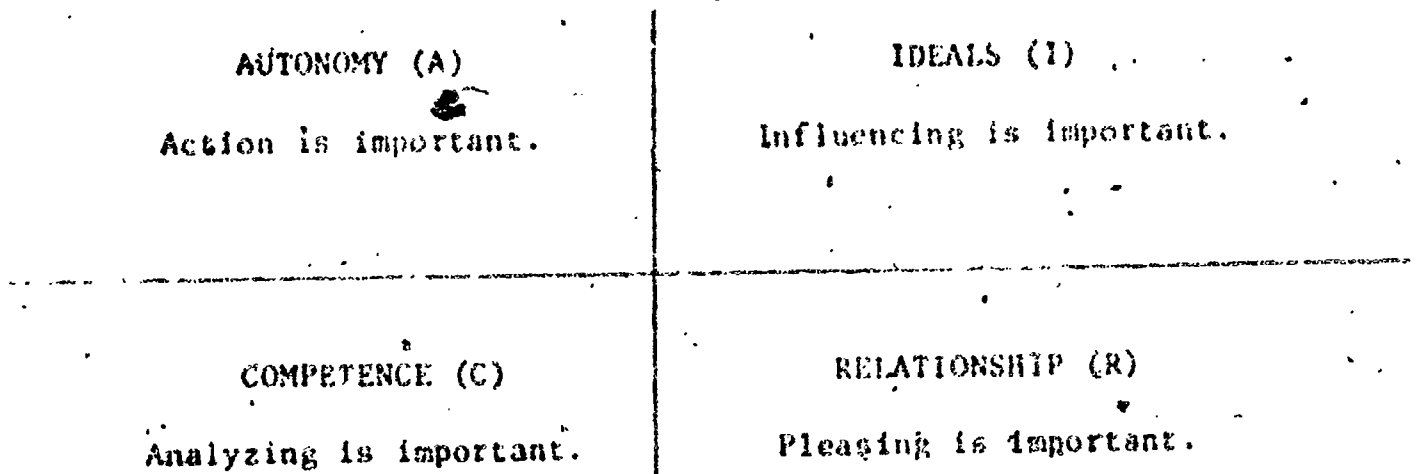 AUTONOMY (A)
Action is important.
IDEALS (I)
Influencing is important.
COMPETENCE (C)
Analyzing is important.
RELATIONSHIP (R)
Pleasing is important.